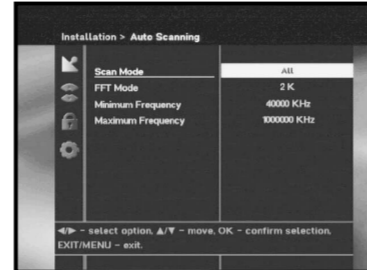 Installation > Auto Scanning
Scan Mode All
FFT Mode 2 K
Minimum Frequency 40000 KHz
Maximum Frequency 1000000 KHz
◄/► – select option, ▲/▼ – move, OK – confirm selection,
EXIT/MENU – exit.